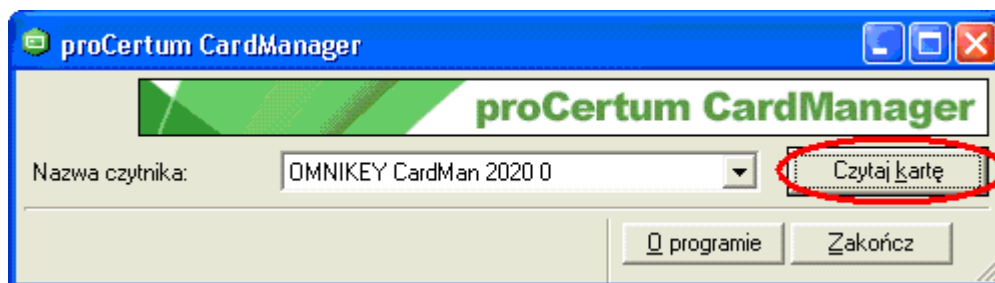 proCertum CardManager
proCertum CardManager
Nazwa czytnika: OMNIKEY CardMan 2020 0 Czytaj kartę
O programie Zakończ